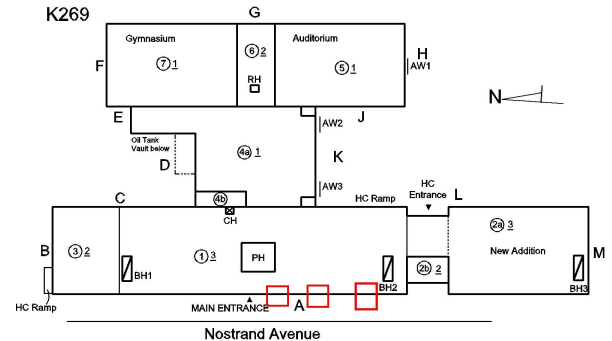 K269
G
Gymnasium
6 2
Auditorium
H
F
7 1
RH
5 1
AW1
N
E
J
AW2
Oil Tank
Vault below
4a 1
K
D
AW3
HC
Entrance
C
4b
HC Ramp
L
CH
2a 3
B
3 2
1 3
PH
New Addition
M
BH1
2b 2
BH2
BH3
HC Ramp
MAIN ENTRANCE
A
Nostrand Avenue